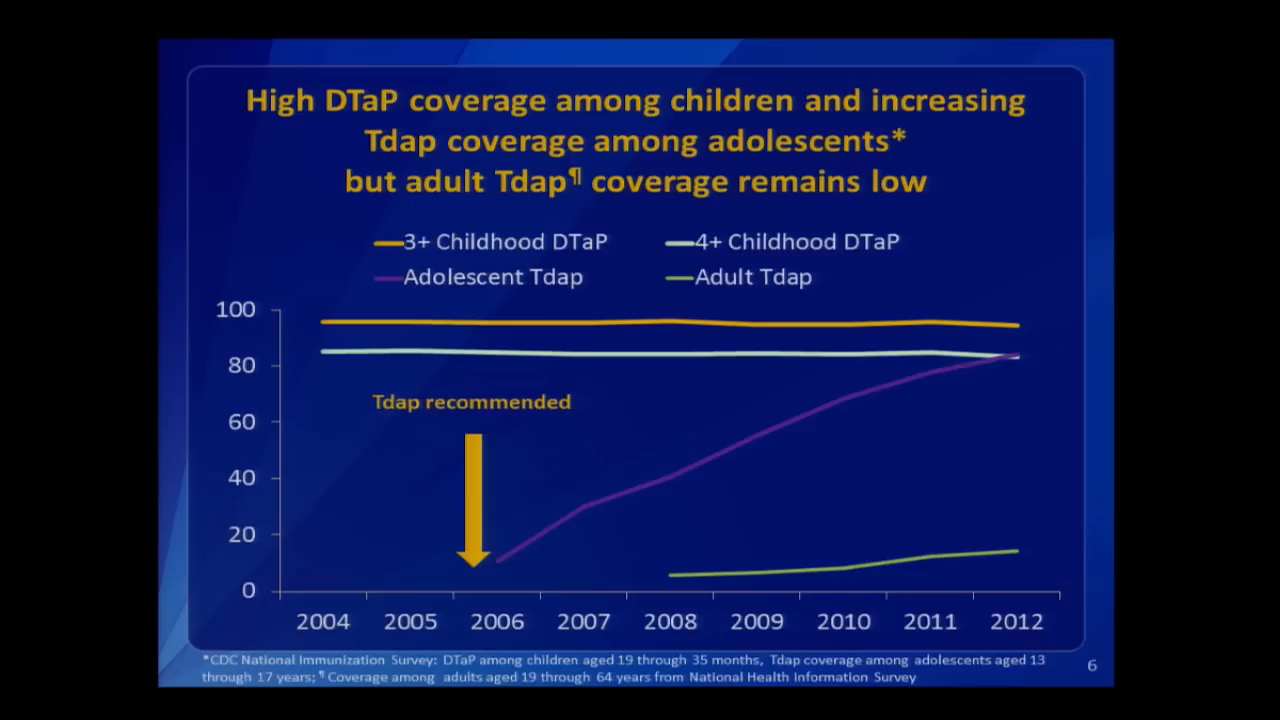 High DTaP coverage among children and increasing
Tdap coverage among adolescents*
but adult Tdap¶ coverage remains low
3+ Childhood DTaP
4+ Childhood DTaP
Adolescent Tdap
Adult Tdap
100
80
60
40
20
0
Tdap recommended
2004 2005 2006 2007 2008 2009 2010 2011 2012
*CDC National Immunization Survey: DTaP among children aged 19 through 35 months, Tdap coverage among adolescents aged 13
through 17 years; ¶ Coverage among adults aged 19 through 64 years from National Health Information Survey
6